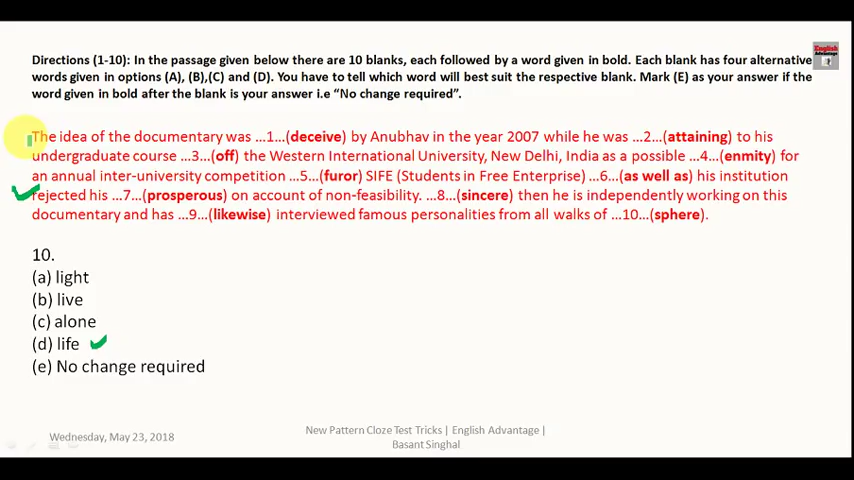 Directions (1-10): In the passage given below there are 10 blanks, each followed by a word given in bold. Each blank has four alternative
words given in options (A), (B),(C) and (D). You have to tell which word will best suit the respective blank. Mark (E) as your answer if the
word given in bold after the blank is your answer i.e “No change required”.
English
Advantage
The idea of the documentary was ...1...(deceive) by Anubhav in the year 2007 while he was ...2...(attaining) to his
undergraduate course ...3...(off) the Western International University, New Delhi, India as a possible ...4...(enmity) for
an annual inter-university competition ...5...(furor) SIFE (Students in Free Enterprise) ...6...(as well as) his institution
rejected his ...7...(prosperous) on account of non-feasibility. ...8...(sincere) then he is independently working on this
documentary and has ...9...(likewise) interviewed famous personalities from all walks of ...10...(sphere).
10.
(a) light
(b) live
(c) alone
(d) life
(e) No change required
Wednesday, May 23, 2018
New Pattern Cloze Test Tricks | English Advantage |
Basant Singhal